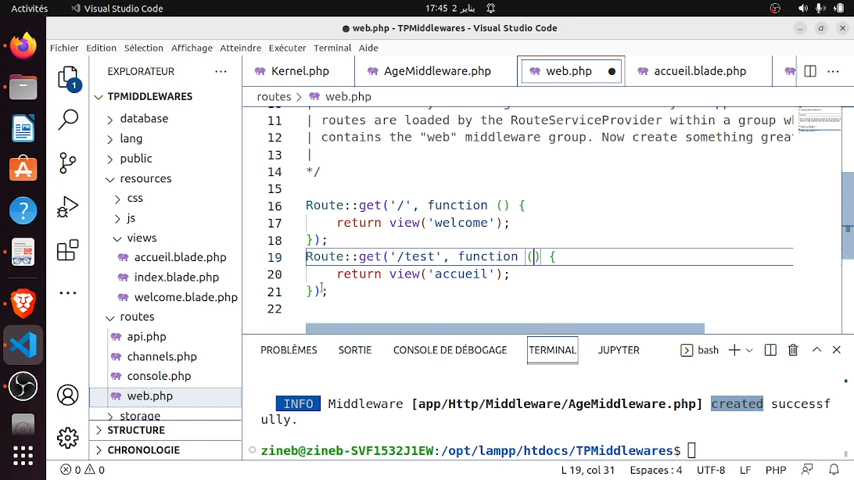 Activités
17:45 2 يناير
web.php - TPMiddlewares - Visual Studio Code
Fichier Edition Sélection Affichage Atteindre Exécuter Terminal Aide
EXPLORATEUR
TPMIDDLEWARES
database
lang
public
resources
css
js
views
accueil.blade.php
index.blade.php
welcome.blade.php
routes
api.php
channels.php
console.php
web.php
storage
STRUCTURE
CHRONOLOGIE
1
Kernel.php AgeMiddleware.php web.php accueil.blade.php
routes > web.php
11 | routes are loaded by the RouteServiceProvider within a group
12 | contains the "web" middleware group. Now create something
13 |
14 */
15
16 Route::get('/', function () {
17 return view('welcome');
18 });
19 Route::get('/test', function () {
20 return view('accueil');
21 });
22
PROBLÈMES SORTIE CONSOLE DE DÉBOGAGE TERMINAL JUPYTER bash
INFO Middleware [app/Http/Middleware/AgeMiddleware.php] created successf
ully.
zineb@zineb-SVF1532J1EW:/opt/lampp/htdocs/TPMiddlewares$
0 0 L 19, col 31 Espaces : 4 UTF-8 LF PHP